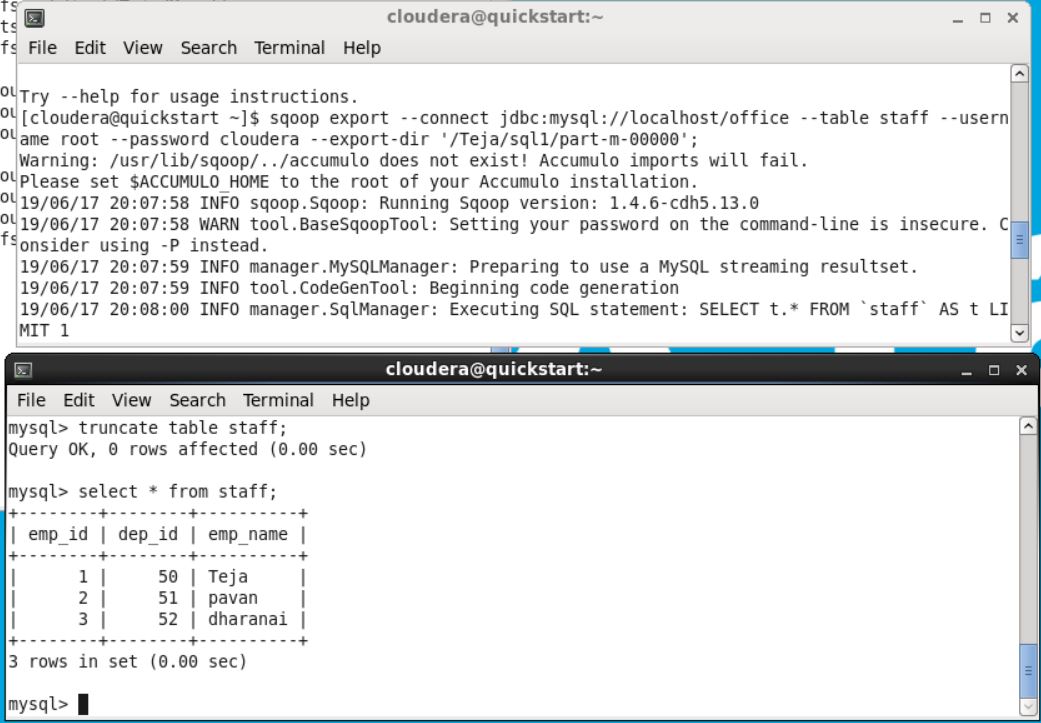 cloudera@quickstart:~
File Edit View Search Terminal Help
Try --help for usage instructions.
[cloudera@quickstart ~]$ sqoop export --connect jdbc:mysql://localhost/office --table staff --usern
ame root --password cloudera --export-dir '/Teja/sql1/part-m-00000';
Warning: /usr/lib/sqoop/../accumulo does not exist! Accumulo imports will fail.
Please set $ACCUMULO_HOME to the root of your Accumulo installation.
19/06/17 20:07:58 INFO sqoop.Sqoop: Running Sqoop version: 1.4.6-cdh5.13.0
19/06/17 20:07:58 WARN tool.BaseSqoopTool: Setting your password on the command-line is insecure. C
onsider using -P instead.
19/06/17 20:07:59 INFO manager.MySQLManager: Preparing to use a MySQL streaming resultset.
19/06/17 20:07:59 INFO tool.CodeGenTool: Beginning code generation
19/06/17 20:08:00 INFO manager.SqlManager: Executing SQL statement: SELECT t.* FROM `staff` AS t LI
MIT 1
cloudera@quickstart:~
File Edit View Search Terminal Help
mysql> truncate table staff;
Query OK, 0 rows affected (0.00 sec)
mysql> select * from staff;
+--------+--------+----------+
| emp_id | dep_id | emp_name |
+--------+--------+----------+
|      1 |     50 | Teja     |
|      2 |     51 | pavan    |
|      3 |     52 | dharanai |
+--------+--------+----------+
3 rows in set (0.00 sec)
mysql>